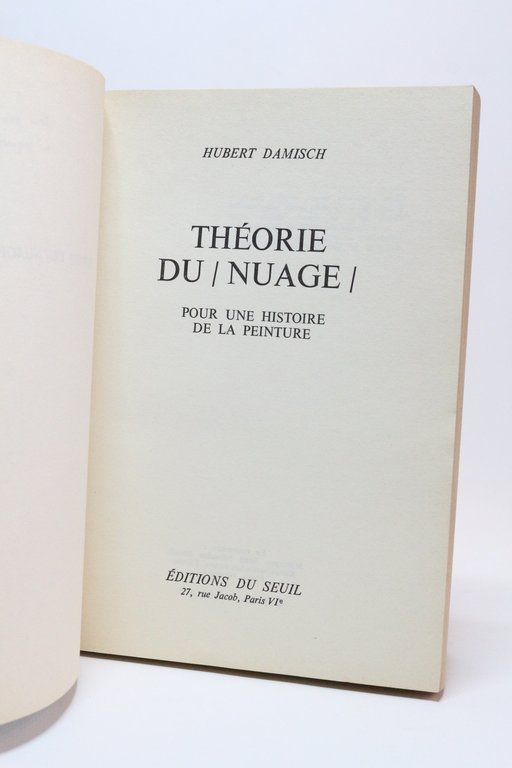 HUBERT DAMISCH
THÉORIE
DU / NUAGE /
POUR UNE HISTOIRE
DE LA PEINTURE
ÉDITIONS DU SEUIL
27, rue Jacob, Paris VIe